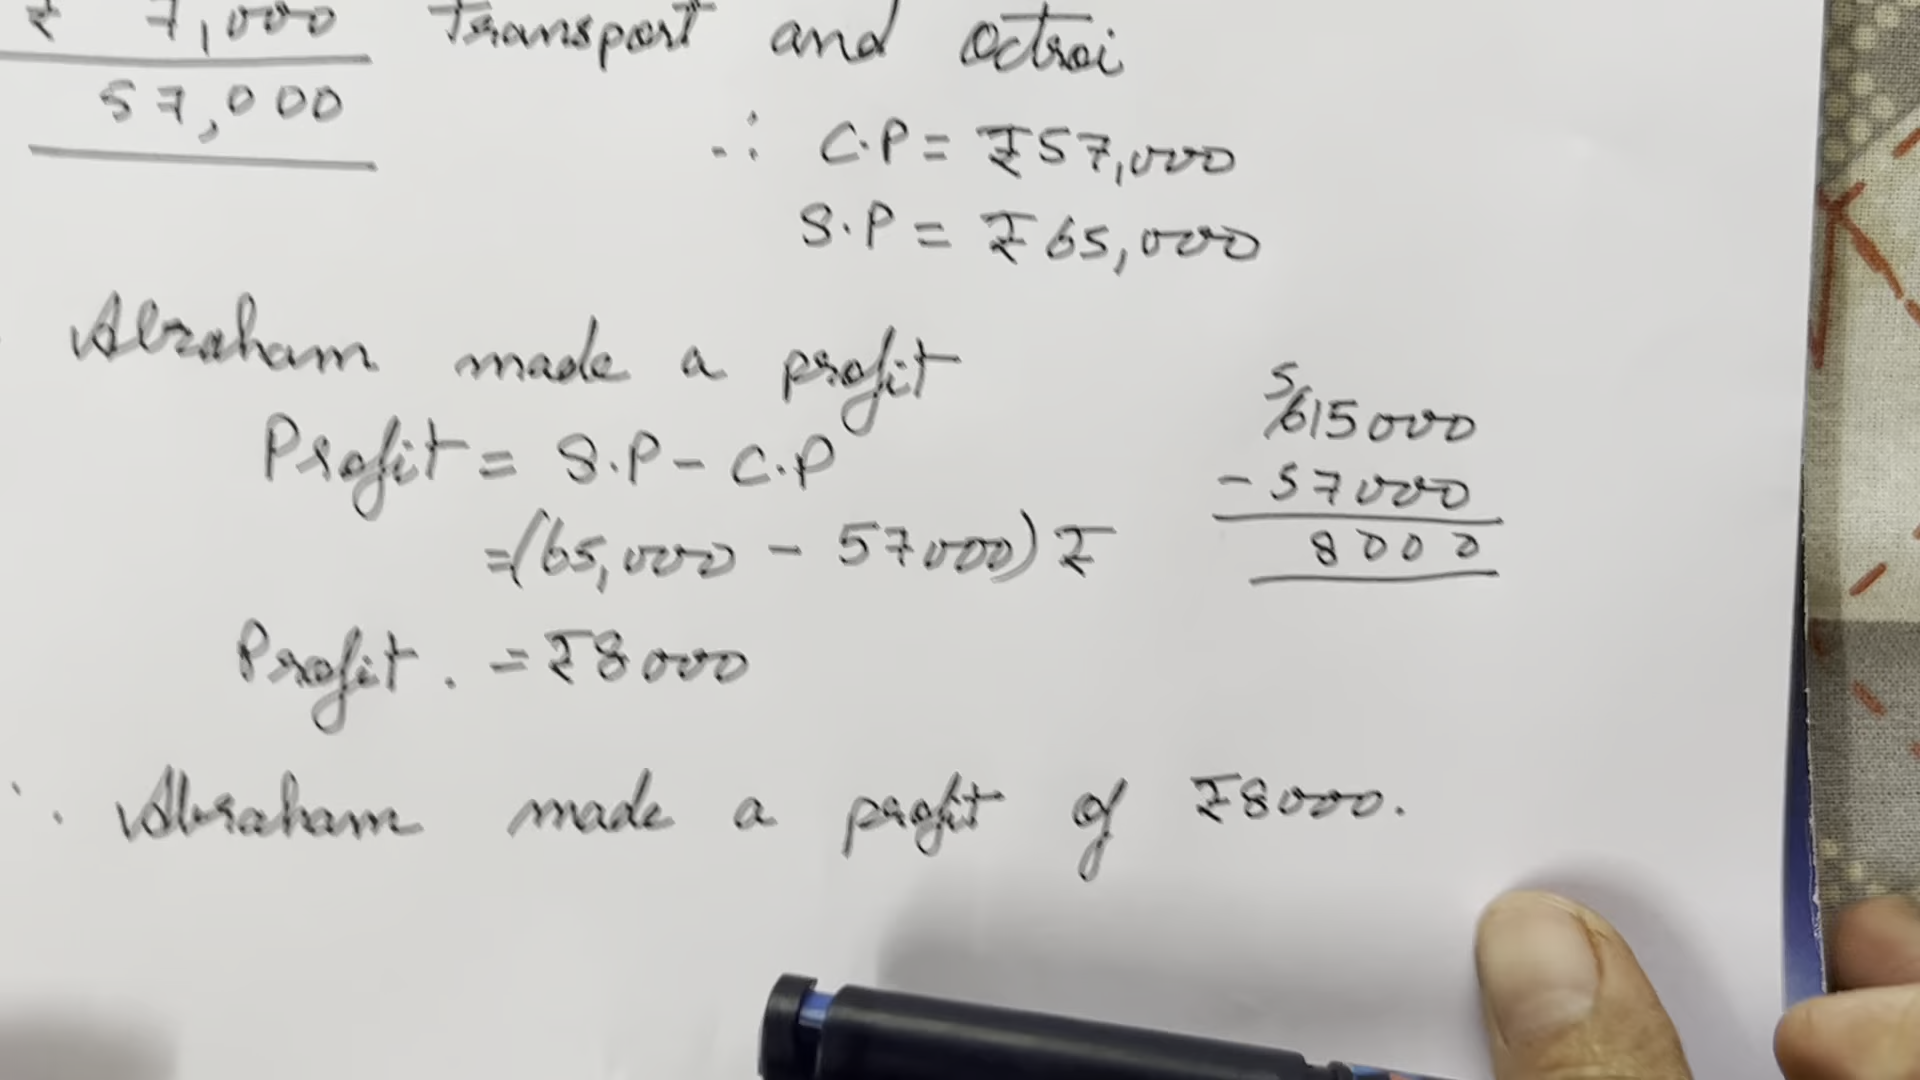 ₹ 7,000 Transport and octroi
57,000
∴ C.P = ₹57,000
S.P = ₹65,000
Abraham made a profit
Profit = S.P - C.P
=(65,000 - 57000) ₹
Profit. = ₹8000
5
615000
- 57000
8000
∴ Abraham made a profit of ₹8000.